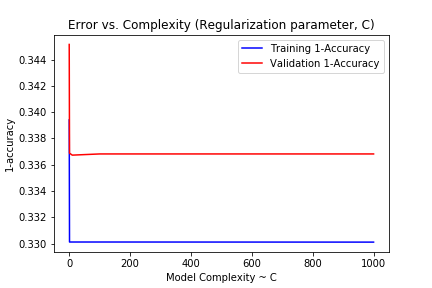 Error vs. Complexity (Regularization parameter, C)
Training 1-Accuracy
Validation 1-Accuracy
1-accuracy
0.344
0.342
0.340
0.338
0.336
0.334
0.332
0.330
0 200 400 600 800 1000
Model Complexity ~ C